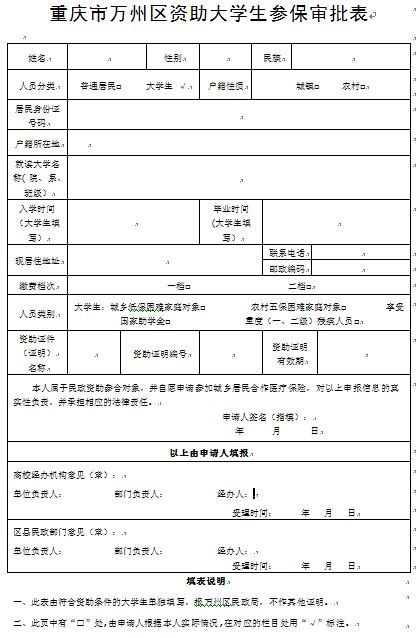 重庆市万州区资助大学生参保审批表
姓名 性别 民族
人员分类 普通居民□ 大学生 √ 户籍性质 城镇□ 农村□
居民身份证
号码
户籍所在地
就读大学名
称( 院、系、
班级)
入学时间
(大学生填
写)
毕业时间
(大学生填
写)
现居住地址 联系电话
邮政编码
缴费档次 一档□ 二档□
人员类别 大学生:城乡低保困难家庭对象□ 农村五保困难家庭对象□ 享受
国家助学金□ 重度(一、二级)残疾人员□
资助证件
(证明)
名称
资助证明编号
资助证明
有效期
本人属于民政资助参合对象,并自愿申请参加城乡居民合作医疗保险,对以上申报信息的真
实性负责,并承担相应的法律责任。
申请人签名(指模):
年 月 日
以上由申请人填报
高校经办机构意见(章):
单位负责人: 部门负责人: 经办人:
受理时间: 年 月 日
区县民政部门意见(章):
单位负责人: 部门负责人: 经办人:
受理时间: 年 月 日
填表说明
一、此表由符合资助条件的大学生单独填写,报万州区民政局,不作其他证明。
二、此页中有“口”处,由申请人根据本人实际情况,在对应的栏目处用“√”标注。